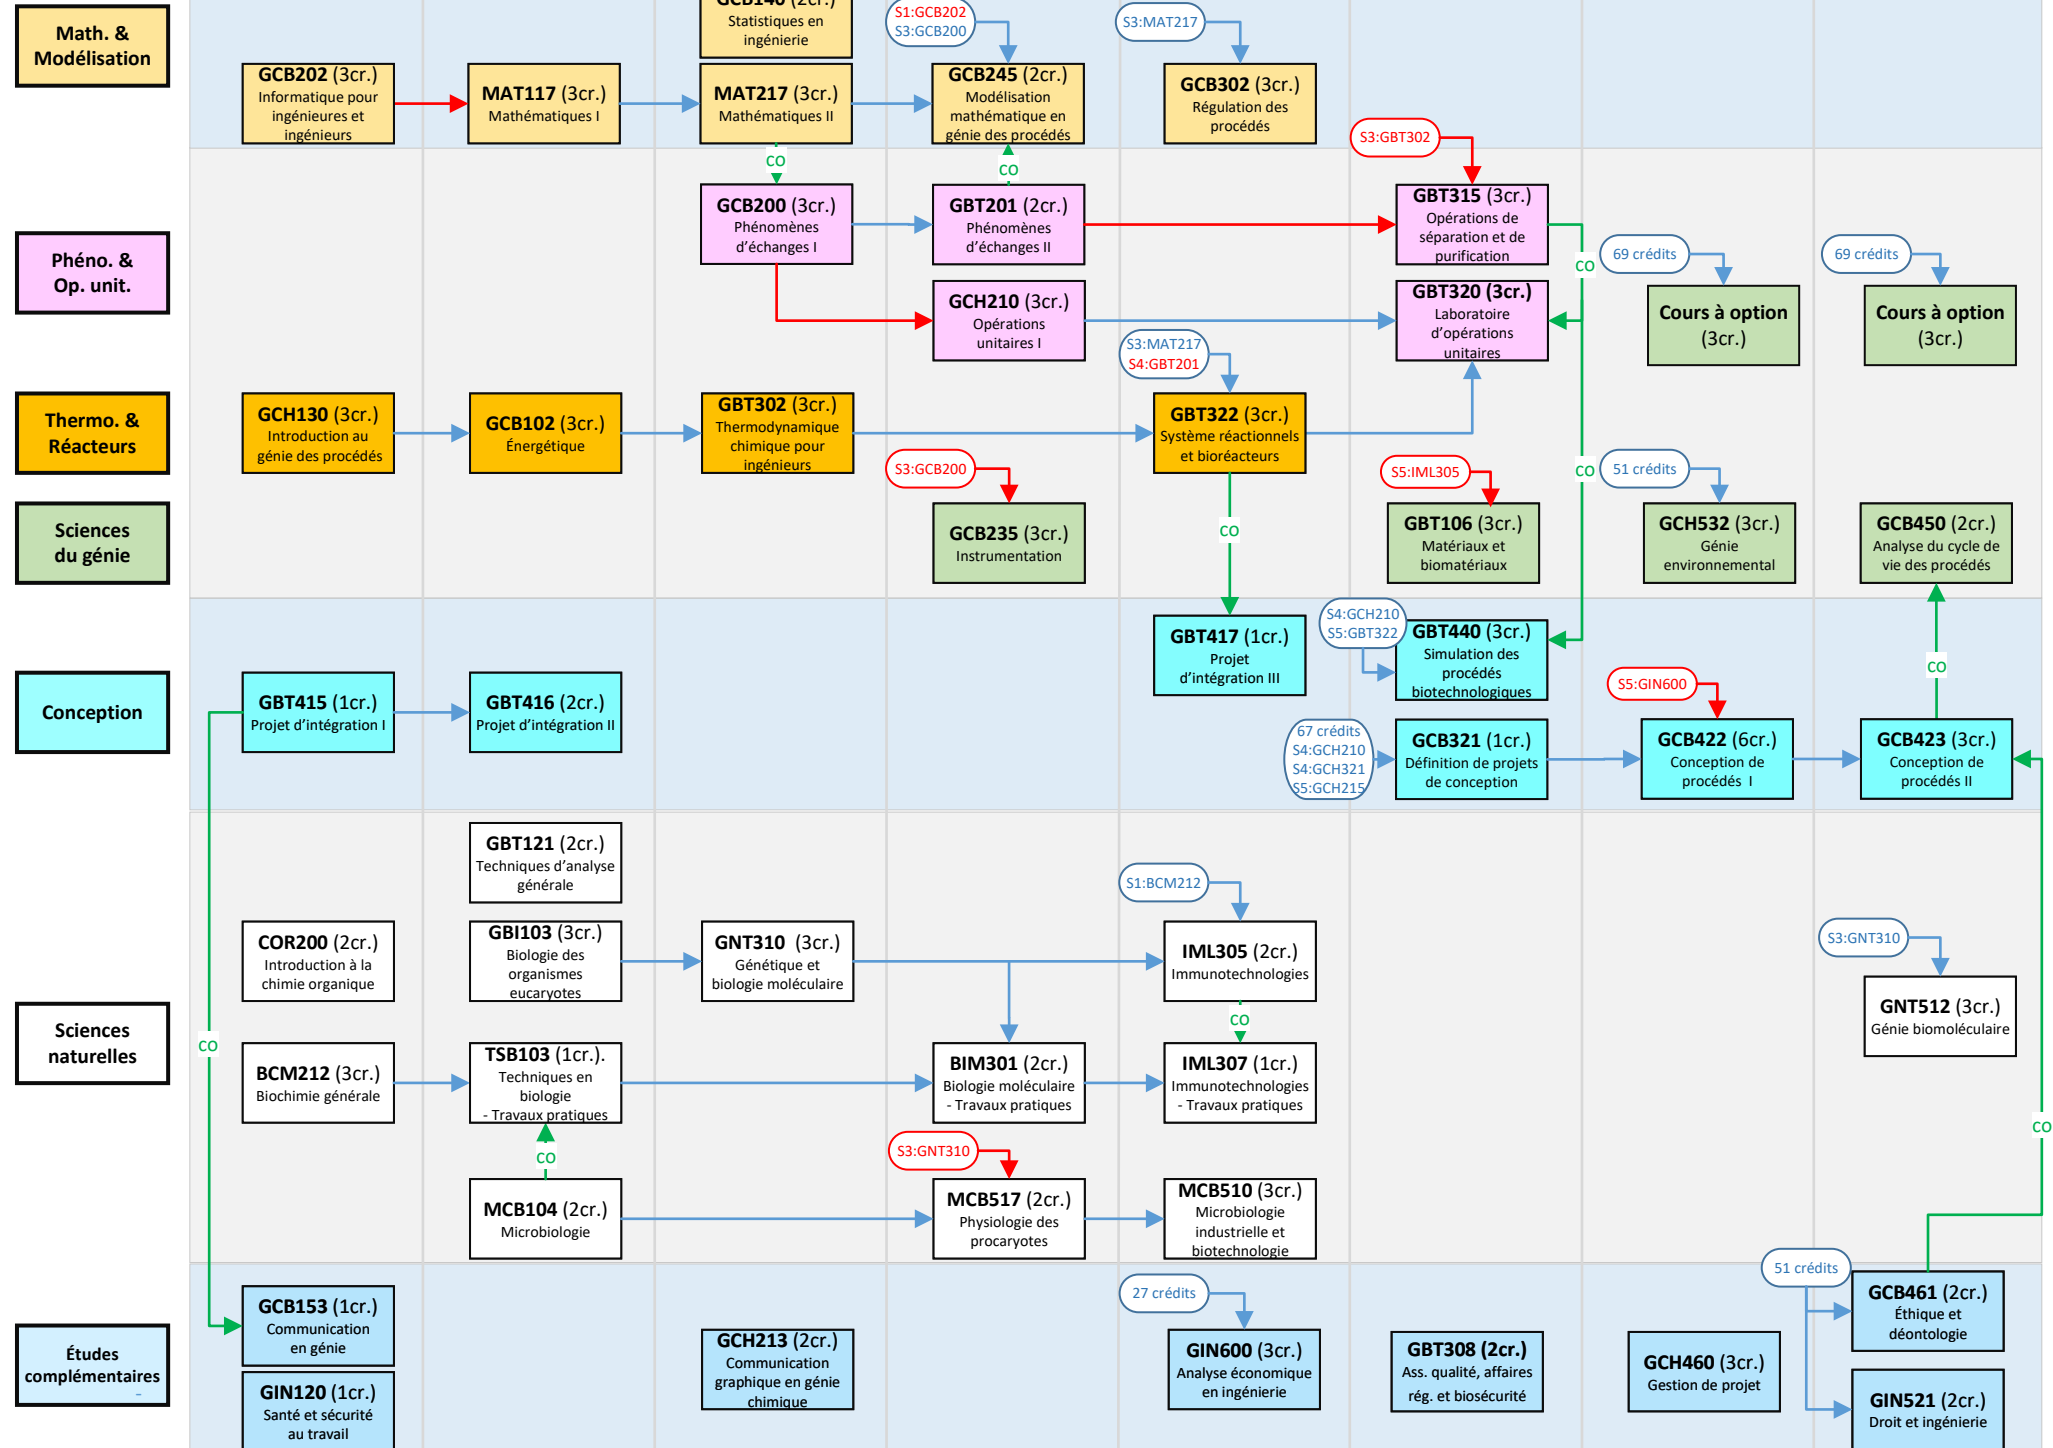 Math. &
Modélisation
GCB140 (2cr.)
Statistiques en
ingénierie
S1:GCB202
S3:GCB200
S3:MAT217
GCB202 (3cr.)
Informatique pour
ingénieures et
ingénieurs
MAT117 (3cr.)
Mathématiques I
MAT217 (3cr.)
Mathématiques II
GCB245 (2cr.)
Modélisation
mathématique en
génie des procédés
GCB302 (3cr.)
Régulation des
procédés
S3:GBT302
CO
CO
Phéno. &
Op. unit.
GCB200 (3cr.)
Phénomènes
d'échanges I
GBT201 (2cr.)
Phénomènes
d'échanges II
GBT315 (3cr.)
Opérations de
séparation et de
purification
CO
69 crédits
69 crédits
GCH210 (3cr.)
Opérations
unitaires I
GBT320 (3cr.)
Laboratoire
d'opérations
unitaires
Cours à option
(3cr.)
Cours à option
(3cr.)
S3:MAT217
S4:GBT201
Thermo. &
Réacteurs
GCH130 (3cr.)
Introduction au
génie des procédés
GCB102 (3cr.)
Énergétique
GBT302 (3cr.)
Thermodynamique
chimique pour
ingénieurs
GBT322 (3cr.)
Système réactionnels
et bioréacteurs
S3:GCB200
S5:IML305
CO
51 crédits
Sciences
du génie
GCB235 (3cr.)
Instrumentation
CO
GBT106 (3cr.)
Matériaux et
biomatériaux
GCH532 (3cr.)
Génie
environnemental
GCB450 (2cr.)
Analyse du cycle de
vie des procédés
Conception
GBT415 (1cr.)
Projet d'intégration I
GBT416 (2cr.)
Projet d'intégration II
GBT417 (1cr.)
Projet
d'intégration III
S4:GCH210
S5:GBT322
GBT440 (3cr.)
Simulation des
procédés
biotechnologiques
S5:GIN600
CO
67 crédits
S4:GCH210
S4:GCH321
S5:GCH215
GCB321 (1cr.)
Définition de projets
de conception
GCB422 (6cr.)
Conception de
procédés I
GCB423 (3cr.)
Conception de
procédés II
Sciences
naturelles
GBT121 (2cr.)
Techniques d'analyse
générale
S1:BCM212
COR200 (2cr.)
Introduction à la
chimie organique
GBI103 (3cr.)
Biologie des
organismes
eucaryotes
GNT310 (3cr.)
Génétique et
biologie moléculaire
IML305 (2cr.)
Immunotechnologies
S3:GNT310
GNT512 (3cr.)
Génie biomoléculaire
CO
CO
BCM212 (3cr.)
Biochimie générale
TSB103 (1cr.).
Techniques en
biologie
- Travaux pratiques
BIM301 (2cr.)
Biologie moléculaire
- Travaux pratiques
IML307 (1cr.)
Immunotechnologies
- Travaux pratiques
CO
CO
S3:GNT310
MCB104 (2cr.)
Microbiologie
MCB517 (2cr.)
Physiologie des
procaryotes
MCB510 (3cr.)
Microbiologie
industrielle et
biotechnologie
Études
complémentaires
-
GCB153 (1cr.)
Communication
en génie
GIN120 (1cr.)
Santé et sécurité
au travail
GCH213 (2cr.)
Communication
graphique en génie
chimique
27 crédits
GIN600 (3cr.)
Analyse économique
en ingénierie
GBT308 (2cr.)
Ass. qualité, affaires
rég. et biosécurité
GCH460 (3cr.)
Gestion de projet
51 crédits
GCB461 (2cr.)
Éthique et
déontologie
GIN521 (2cr.)
Droit et ingénierie